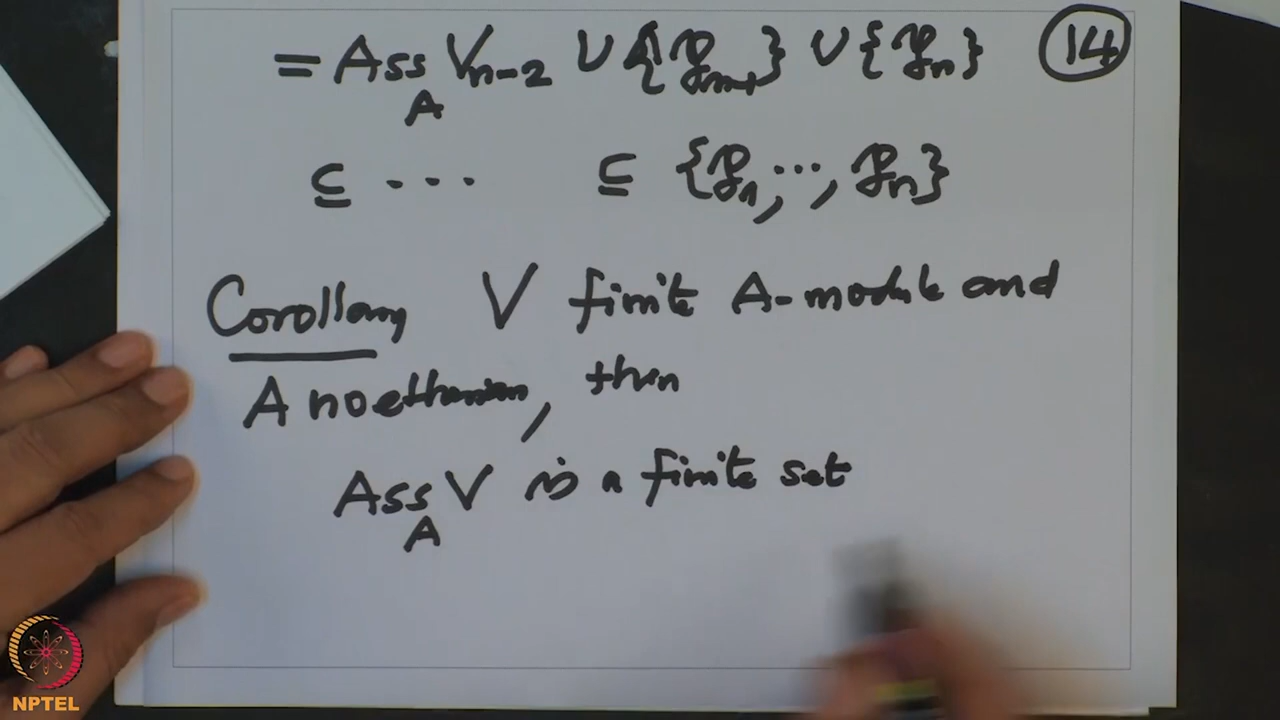 = Ass_A V_{n-2} ∪ {𝔭_{n-1}} ∪ {𝔭_n} (14)
⊆ ... ⊆ {𝔭_1, ..., 𝔭_n}
Corollary V finite A-module and
A noetherian, then
Ass_A V is a finite set
NPTEL